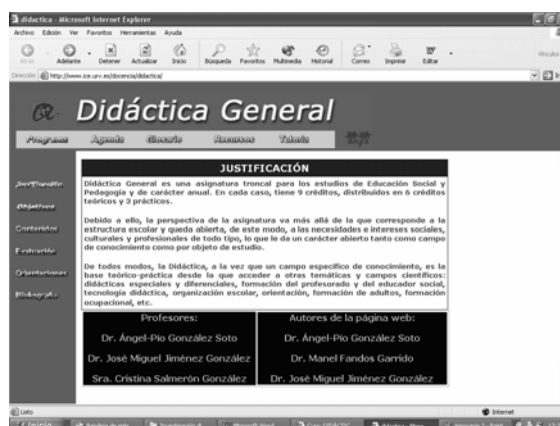 didactica - Microsoft Internet Explorer
Archivo Edición Ver Favoritos Herramientas Ayuda
Atrás Adelante Detener Actualizar Inicio Búsqueda Favoritos Multimedia Historial Correo Imprimir Editar
Vínculos
Dirección http://www.ice.urv.es/docencia/didactica/
Didáctica General
Programa Agenda Glosario Recursos Tutoría
Justificación
Objetivos
Contenidos
Evaluación
Orientaciones
Bibliografía
JUSTIFICACIÓN
Didáctica General es una asignatura troncal para los estudios de Educación Social y
Pedagogía y de carácter anual. En cada caso, tiene 9 créditos, distribuidos en 6 créditos
teóricos y 3 prácticos.
Debido a ello, la perspectiva de la asignatura va más allá de la que corresponde a la
estructura escolar y queda abierta, de este modo, a las necesidades e intereses sociales,
culturales y profesionales de todo tipo, lo que le da un carácter abierto tanto como campo
de conocimiento como por objeto de estudio.
De todos modos, la Didáctica, a la vez que un campo específico de conocimiento, es la
base teórico-práctica desde la que acceder a otras temáticas y campos científicos:
didácticas especiales y diferenciales, formación del profesorado y del educador social,
tecnología didáctica, organización escolar, orientación, formación de adultos, formación
ocupacional, etc.
Profesores:
Dr. Ángel-Pío González Soto
Dr. José Miguel Jiménez González
Sra. Cristina Salmerón González
Autores de la página web:
Dr. Ángel-Pío González Soto
Dr. Manel Fandos Garrido
Dr. José Miguel Jiménez González
Listo
Internet
Inicio